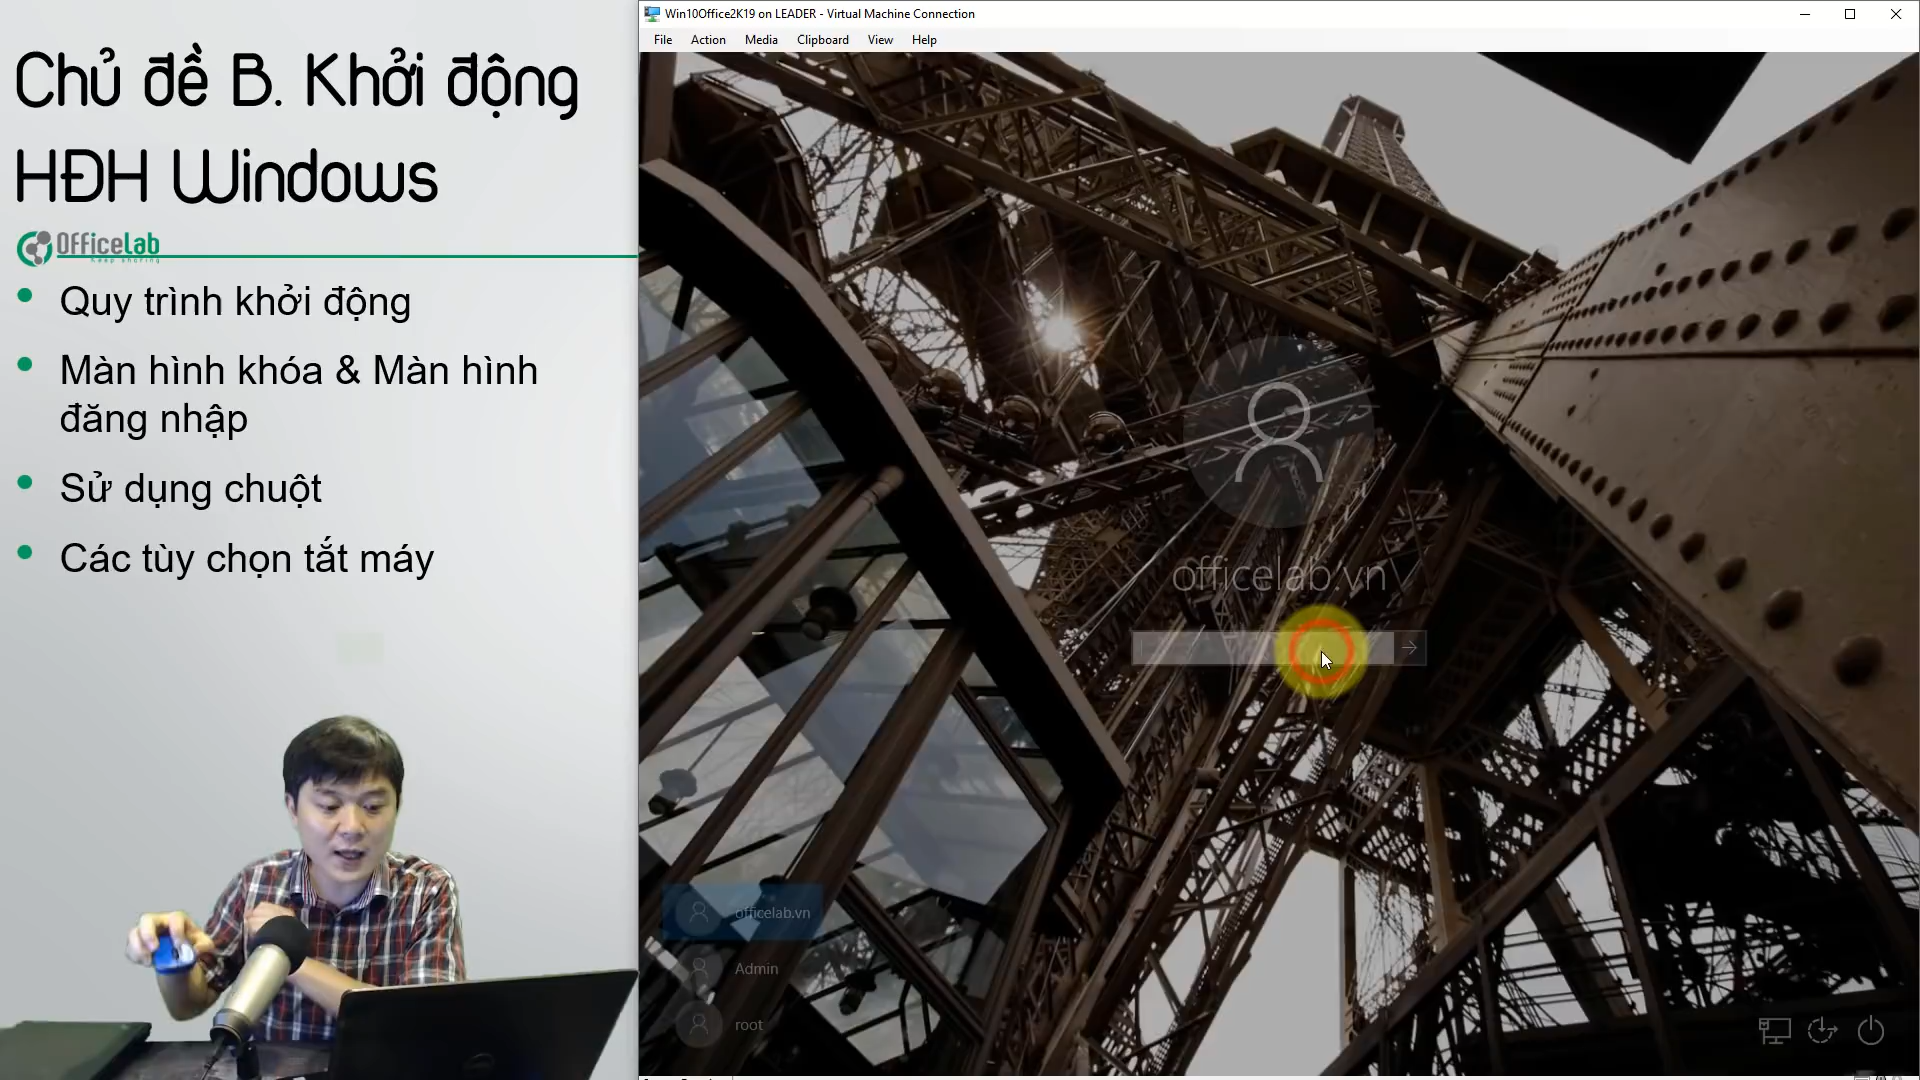 Chủ đề B. Khởi động
HĐH Windows
OfficeLab
Keep sharing
Quy trình khởi động
Màn hình khóa & Màn hình
đăng nhập
Sử dụng chuột
Các tùy chọn tắt máy
Win10Office2K19 on LEADER - Virtual Machine Connection
File Action Media Clipboard View Help
officelab.vn
officelab.vn
Admin
root